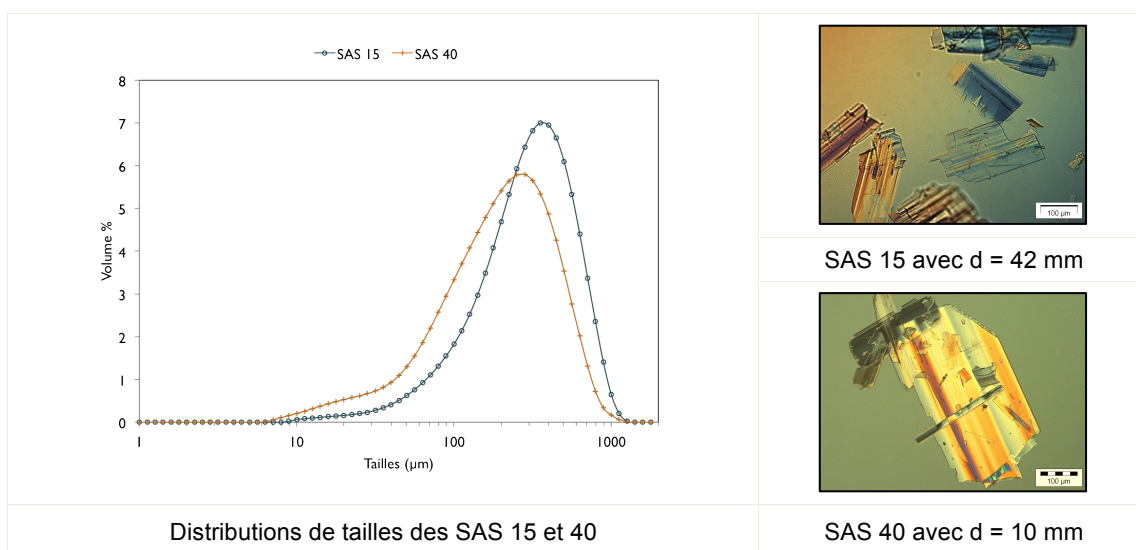 SAS 15 SAS 40
8
7
6
5
4
3
2
1
0
Volume %
1 10 100 1000
Tailles (µm)
Distributions de tailles des SAS 15 et 40
100 µm
SAS 15 avec d = 42 mm
100 µm
SAS 40 avec d = 10 mm